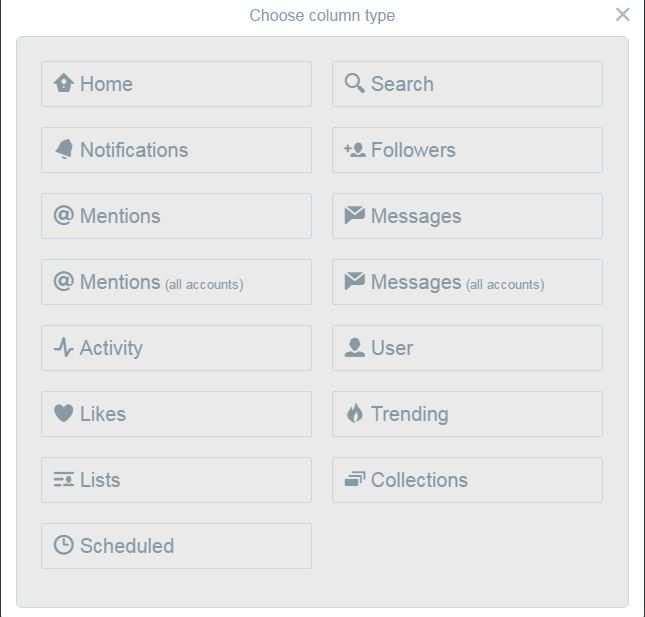 Choose column type
Home
Search
Notifications
Followers
Mentions
Messages
Mentions (all accounts)
Messages (all accounts)
Activity
User
Likes
Trending
Lists
Collections
Scheduled